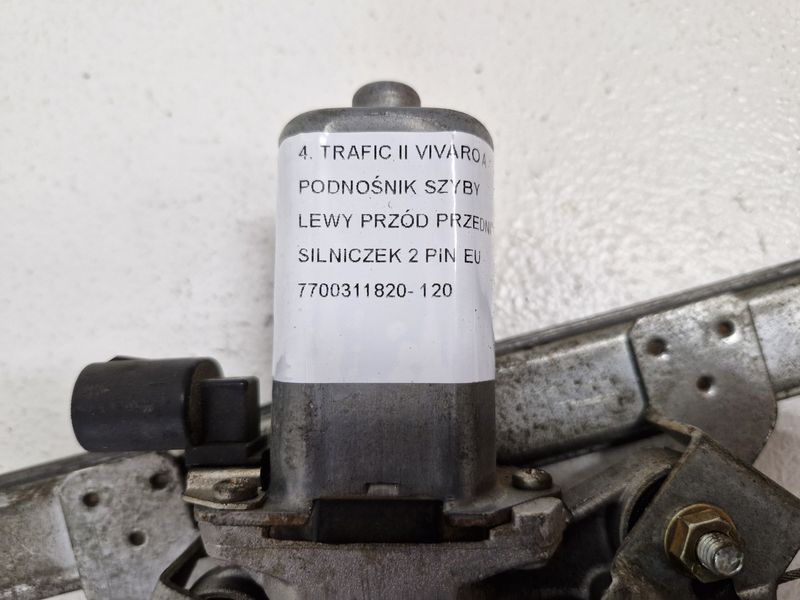 4. TRAFIC II VIVARO A
PODNOŚNIK SZYBY
LEWY PRZÓD PRZEDNI
SILNICZEK 2 PIN EU
7700311820- 120